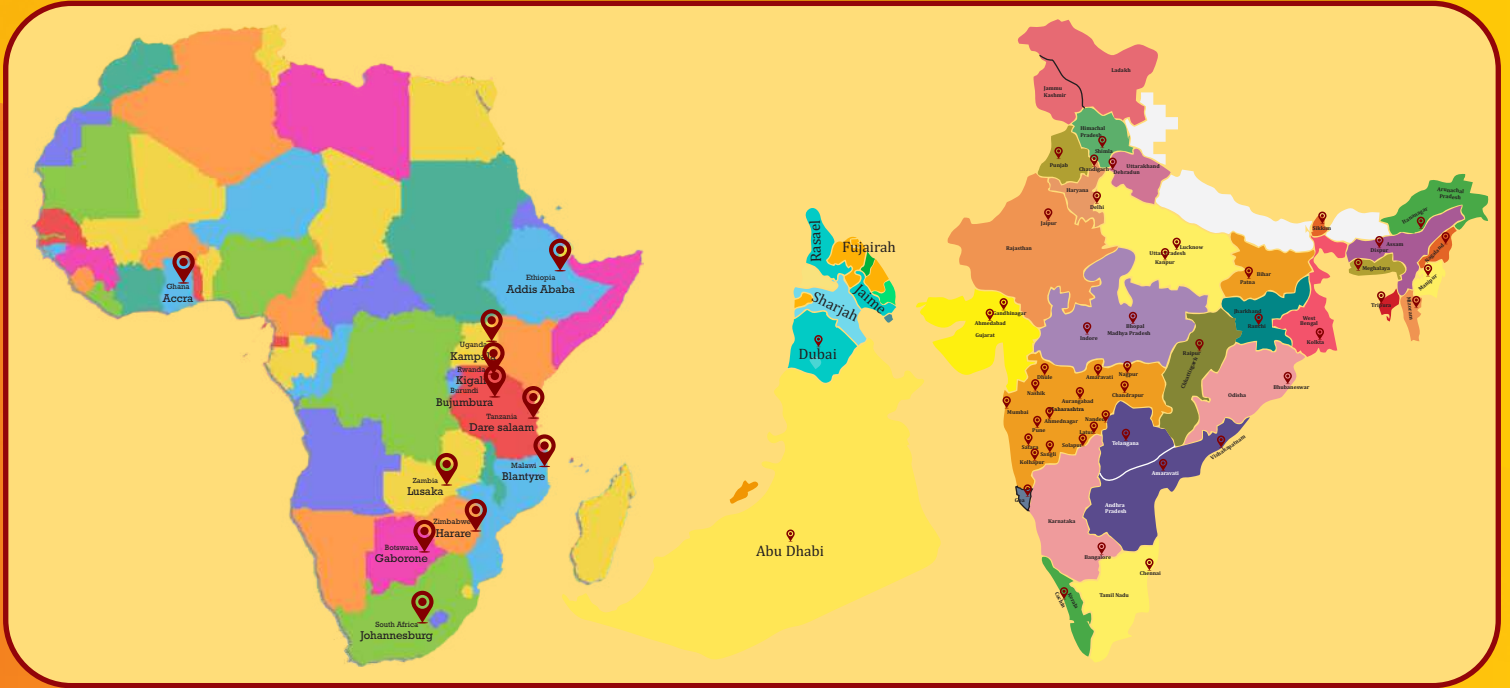 Ghana
Accra
Ethiopia
Addis Ababa
Uganda
Kampala
Rwanda
Kigali
Burundi
Bujumbura
Tanzania
Dare salaam
Malawi
Blantyre
Zambia
Lusaka
Zimbabwe
Harare
Botswana
Gaborone
South Africa
Johannesburg
Rasael
Fujairah
Jaime
Sharjah
Dubai
Abu Dhabi
Ladakh
Jammu
Kashmir
Himachal
Pradesh
Shimla
Punjab
Chandigarh
Uttarakhand
Dehradun
Haryana
Delhi
Jaipur
Rajasthan
Lucknow
Uttar Pradesh
Kanpur
Bihar
Patna
Sikkim
Arunachal
Pradesh
Assam
Dispur
Meghalaya
Manipur
Tripura
Mizoram
Gandhinagar
Ahmedabad
Gujarat
Bhopal
Madhya Pradesh
Indore
Jharkhand
Ranchi
West
Bengal
Kolkta
Raipur
Bhubaneswar
Odisha
Dhule
Nashik
Amaravati
Nagpur
Chandrapur
Aurangabad
Maharashtra
Ahmednagar
Mumbai
Pune
Nanded
Latur
Solapur
Satara
Sangli
Kolhapur
Telangana
Amaravati
Vishakhapatnam
Goa
Andhra
Pradesh
Karnataka
Bangalore
Chennai
Tamil Nadu